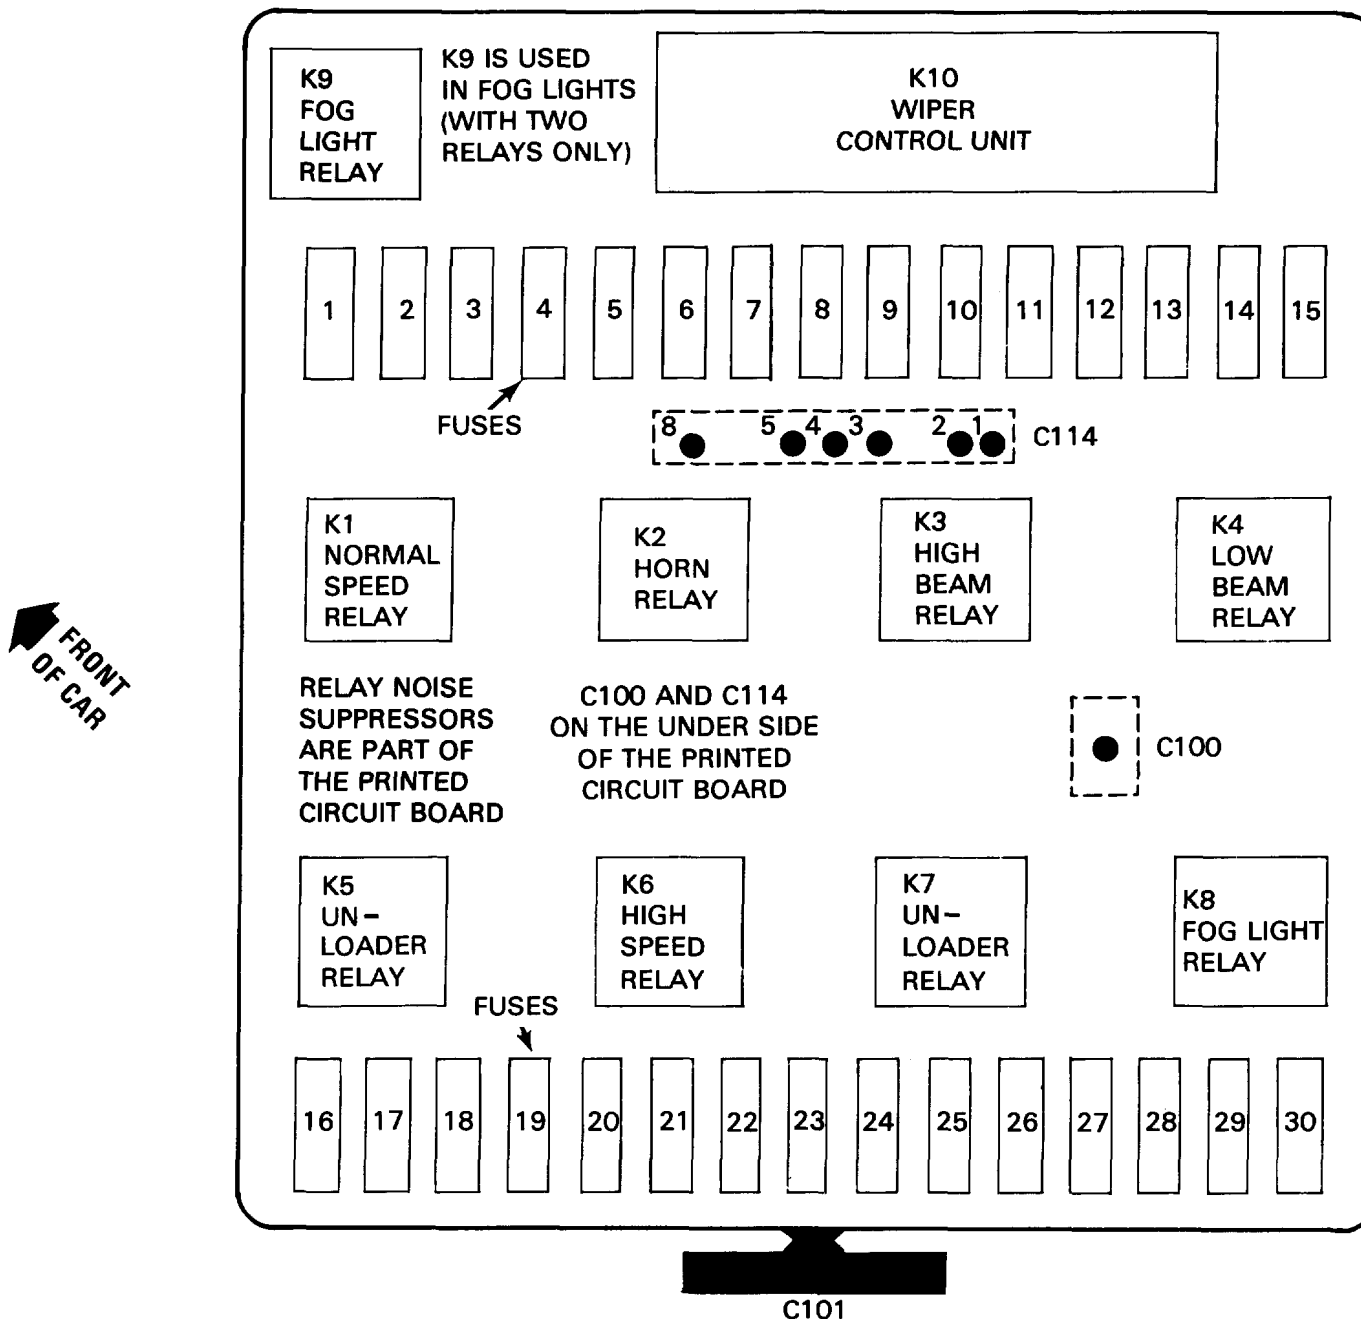 K9
FOG
LIGHT
RELAY
K9 IS USED
IN FOG LIGHTS
(WITH TWO
RELAYS ONLY)
K10
WIPER
CONTROL UNIT
1 2 3 4 5 6 7 8 9 10 11 12 13 14 15
FUSES
8 5 4 3 2 1
C114
K1
NORMAL
SPEED
RELAY
K2
HORN
RELAY
K3
HIGH
BEAM
RELAY
K4
LOW
BEAM
RELAY
FRONT
OF CAR
RELAY NOISE
SUPPRESSORS
ARE PART OF
THE PRINTED
CIRCUIT BOARD
C100 AND C114
ON THE UNDER SIDE
OF THE PRINTED
CIRCUIT BOARD
C100
K5
UN-
LOADER
RELAY
K6
HIGH
SPEED
RELAY
K7
UN-
LOADER
RELAY
K8
FOG LIGHT
RELAY
FUSES
16 17 18 19 20 21 22 23 24 25 26 27 28 29 30
C101